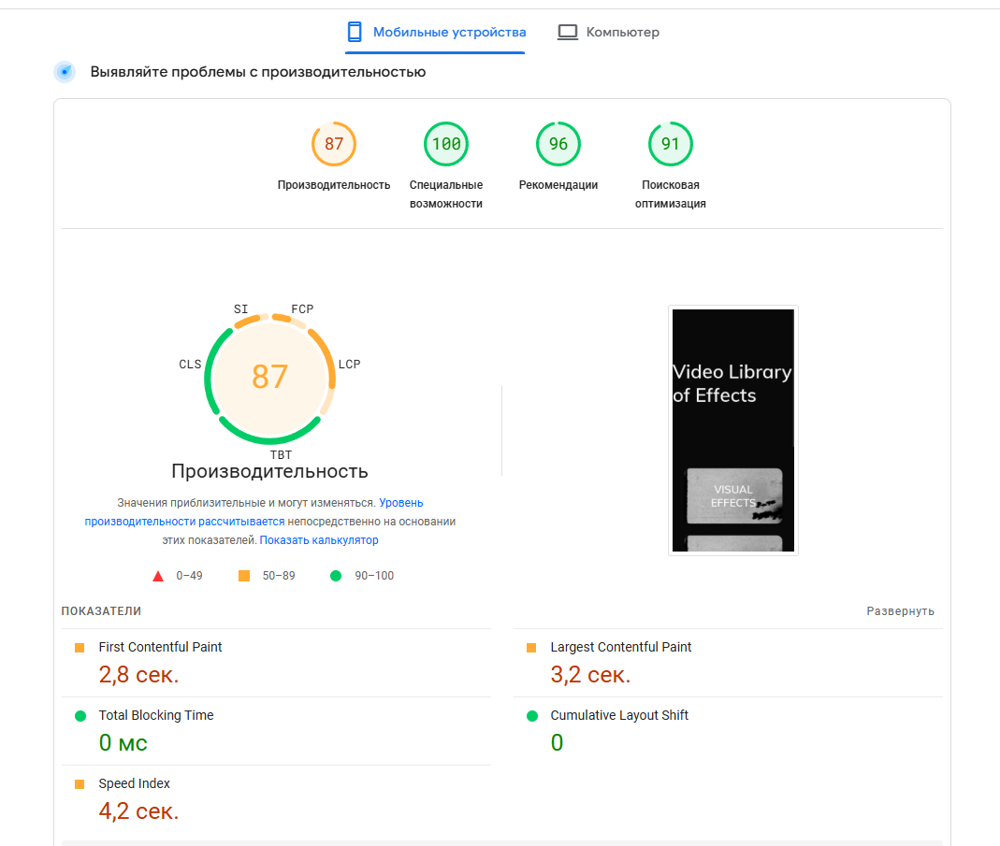 Мобильные устройства
Компьютер
Выявляйте проблемы с производительностью
87
100
96
91
Производительность
Специальные
возможности
Рекомендации
Поисковая
оптимизация
SI
FCP
CLS
LCP
87
TBT
Производительность
Значения приблизительные и могут изменяться. Уровень
производительности рассчитывается непосредственно на основании
этих показателей. Показать калькулятор
0–49
50–89
90–100
Video Library
of Effects
VISUAL
EFFECTS
ПОКАЗАТЕЛИ
Развернуть
First Contentful Paint
2,8 сек.
Largest Contentful Paint
3,2 сек.
Total Blocking Time
0 мс
Cumulative Layout Shift
0
Speed Index
4,2 сек.